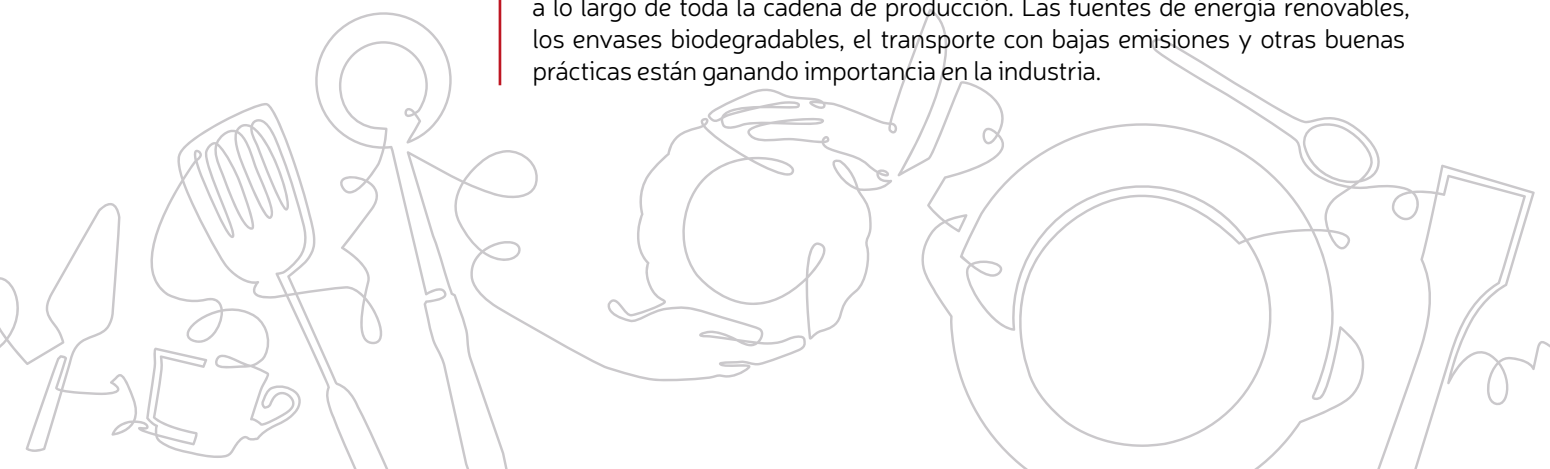 a lo largo de toda la cadena de producción. Las fuentes de energía renovables,
los envases biodegradables, el transporte con bajas emisiones y otras buenas
prácticas están ganando importancia en la industria.